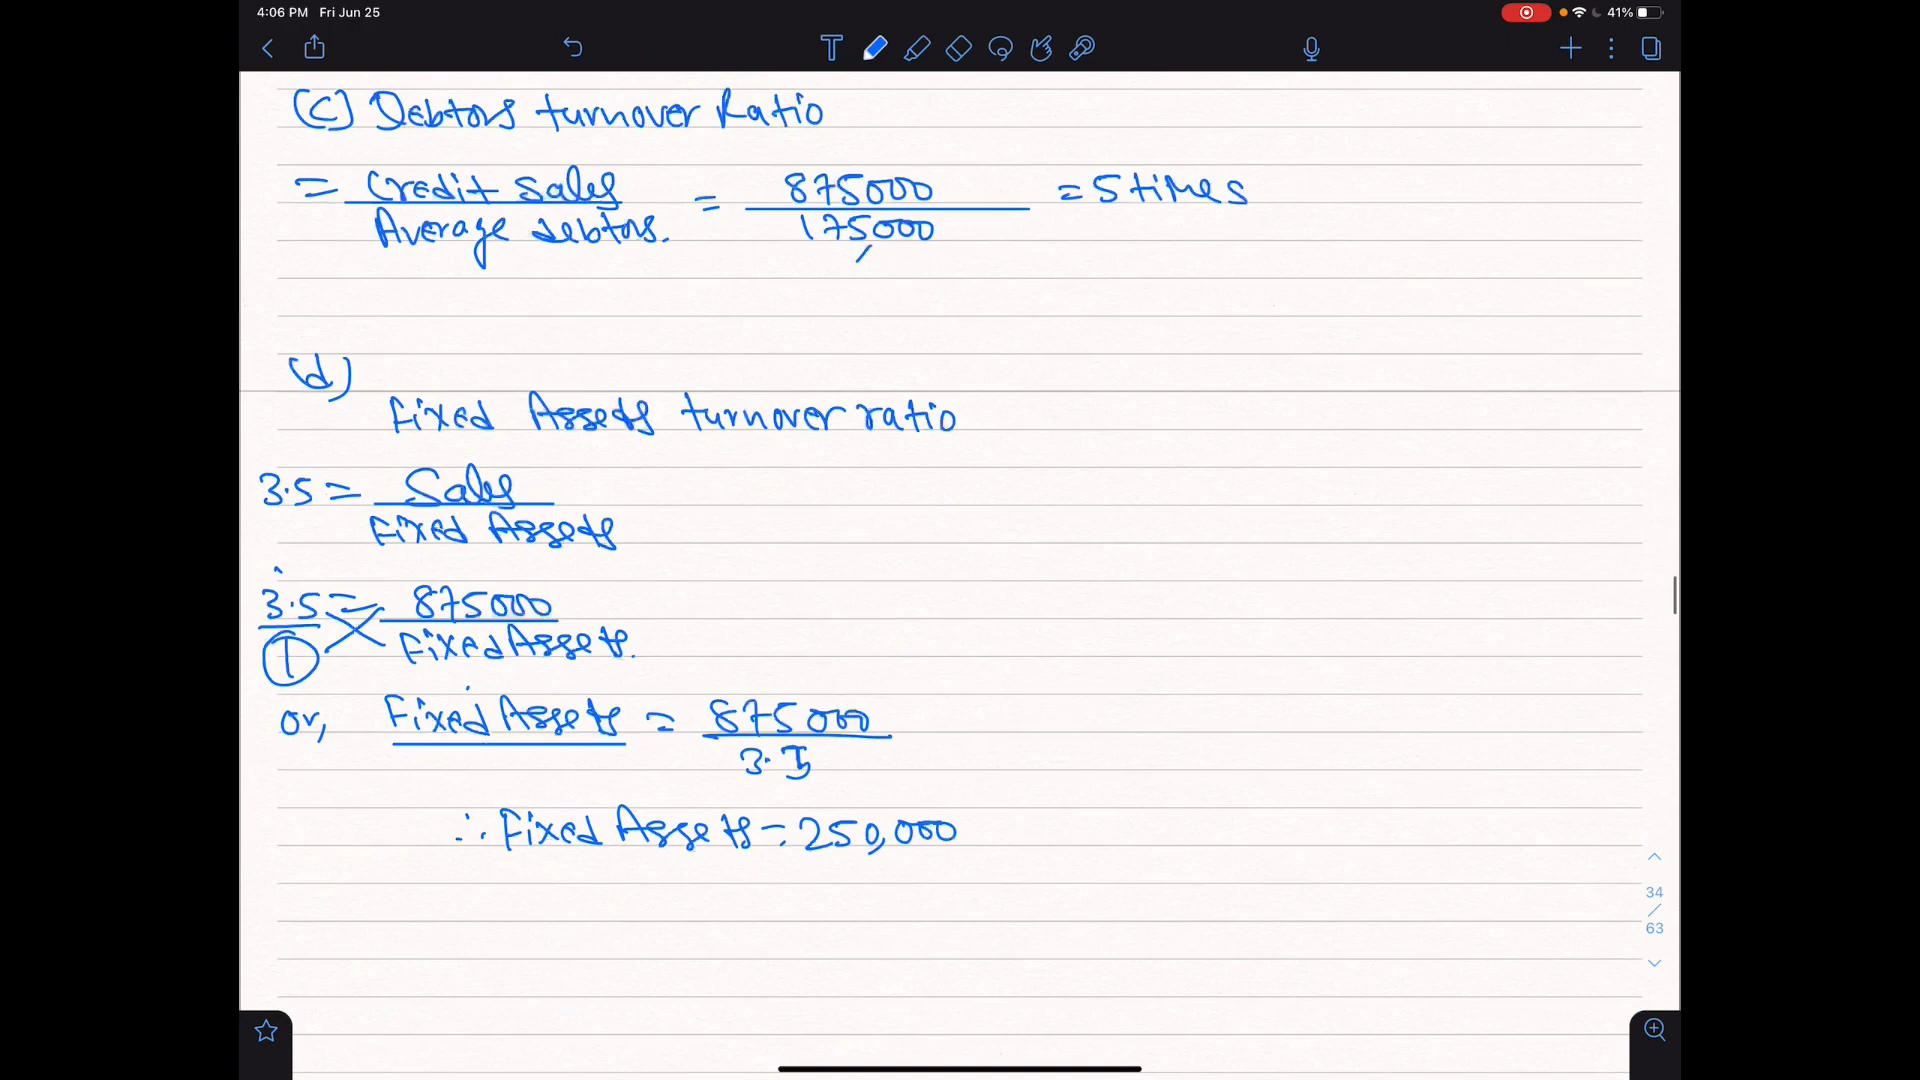 4:06 PM Fri Jun 25
41%
T
(c) Debtors turnover Ratio
= Credit sales / Average debtors. = 875000 / 175000 = 5 times
(d)
Fixed Assets turnover ratio
3.5 = Sales / Fixed Assets
3.5 / 1 = 875000 / Fixed Assets.
or, Fixed Assets = 875000 / 3.5
∴ Fixed Assets = 250,000
34
/
63